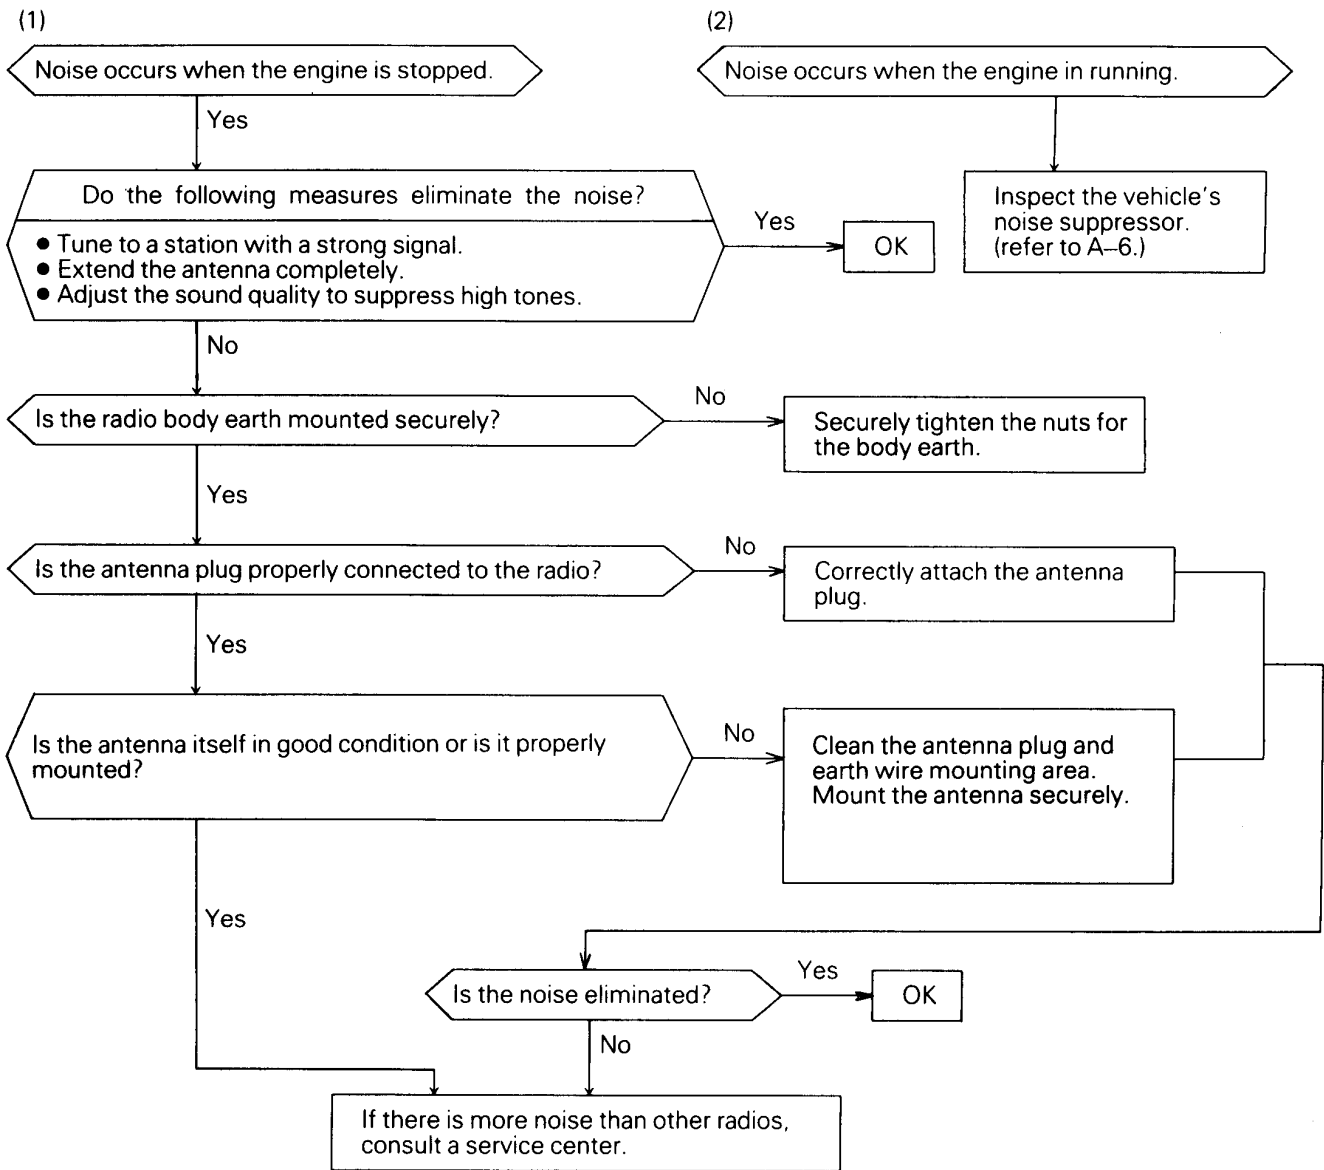 (1)
Noise occurs when the engine is stopped.
Yes
Do the following measures eliminate the noise?
● Tune to a station with a strong signal.
● Extend the antenna completely.
● Adjust the sound quality to suppress high tones.
Yes
OK
No
Is the radio body earth mounted securely?
No
Securely tighten the nuts for
the body earth.
Yes
Is the antenna plug properly connected to the radio?
No
Correctly attach the antenna
plug.
Yes
Is the antenna itself in good condition or is it properly
mounted?
No
Clean the antenna plug and
earth wire mounting area.
Mount the antenna securely.
Yes
Is the noise eliminated?
Yes
OK
No
If there is more noise than other radios,
consult a service center.
(2)
Noise occurs when the engine in running.
Inspect the vehicle's
noise suppressor.
(refer to A–6.)